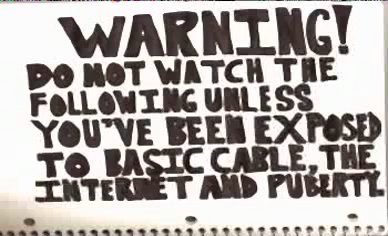 WARNING!
DO NOT WATCH THE
FOLLOWING UNLESS
YOU'VE BEEN EXPOSED
TO BASIC CABLE, THE
INTERNET AND PUBERTY.